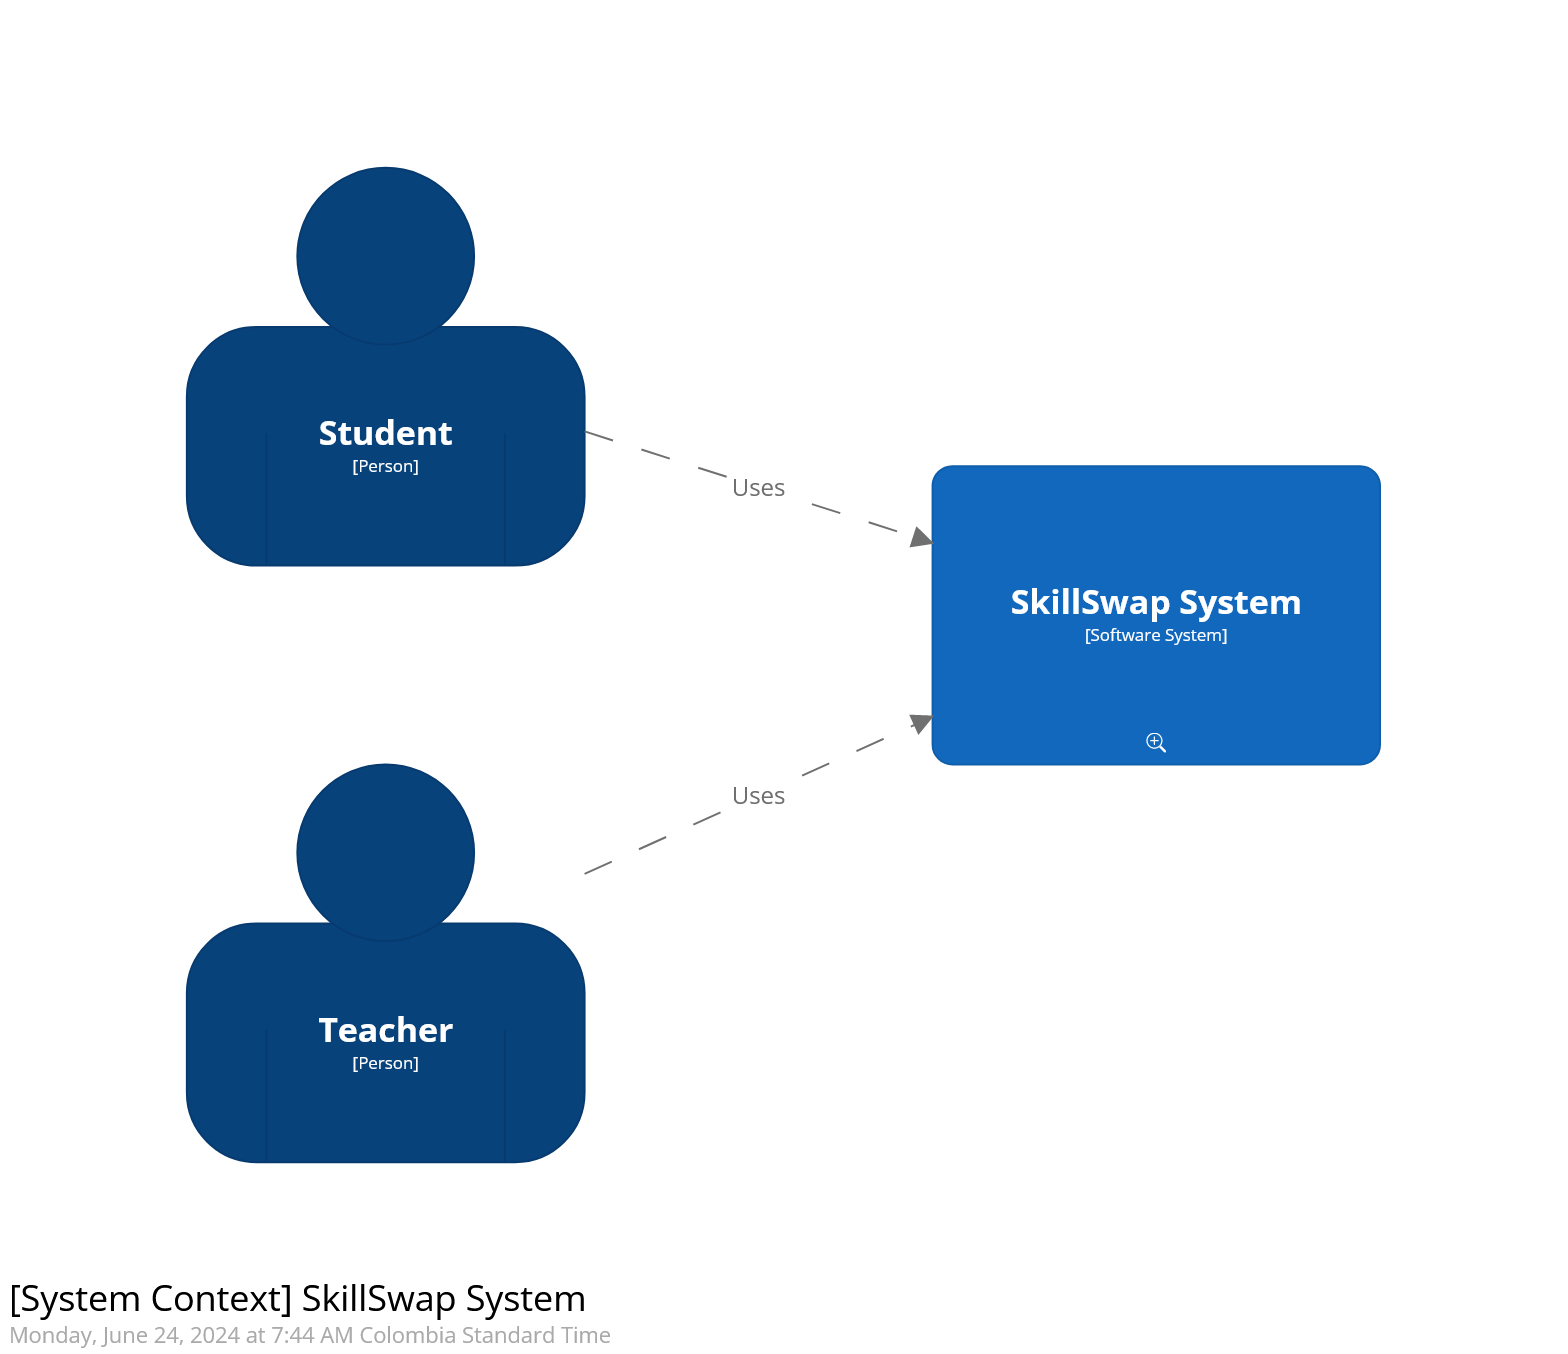 Student
[Person]
Uses
SkillSwap System
[Software System]
Uses
Teacher
[Person]
[System Context] SkillSwap System
Monday, June 24, 2024 at 7:44 AM Colombia Standard Time